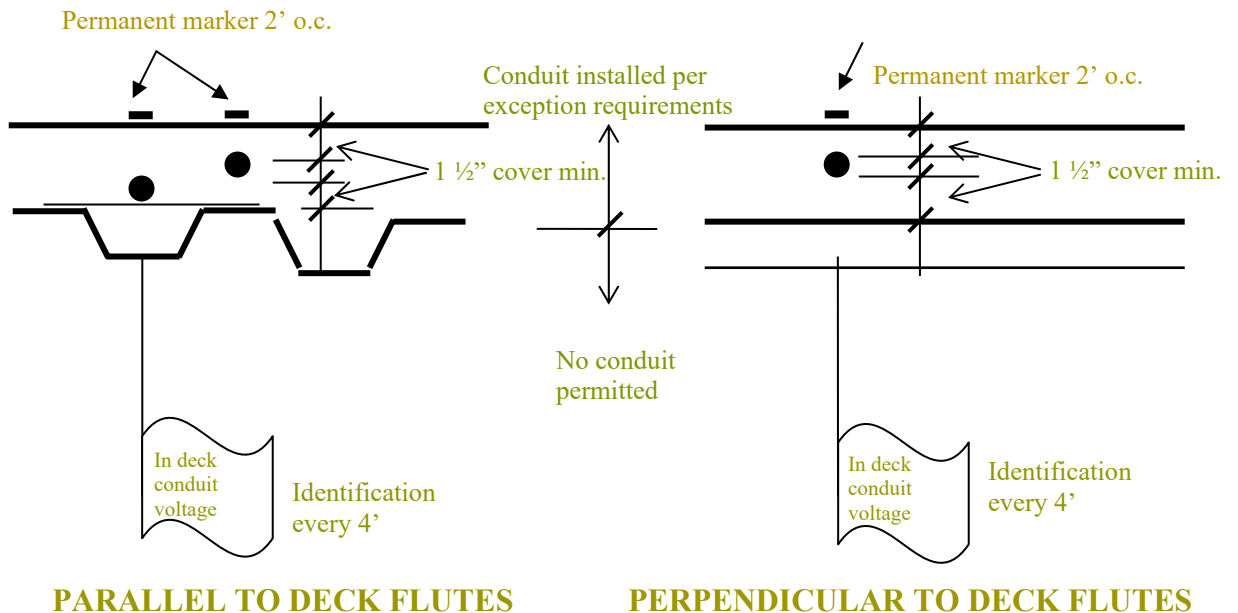 Permanent marker 2’ o.c.
Conduit installed per
exception requirements
Permanent marker 2’ o.c.
1 ½” cover min.
1 ½” cover min.
No conduit
permitted
In deck
conduit
voltage
Identification
every 4’
In deck
conduit
voltage
Identification
every 4’
PARALLEL TO DECK FLUTES
PERPENDICULAR TO DECK FLUTES